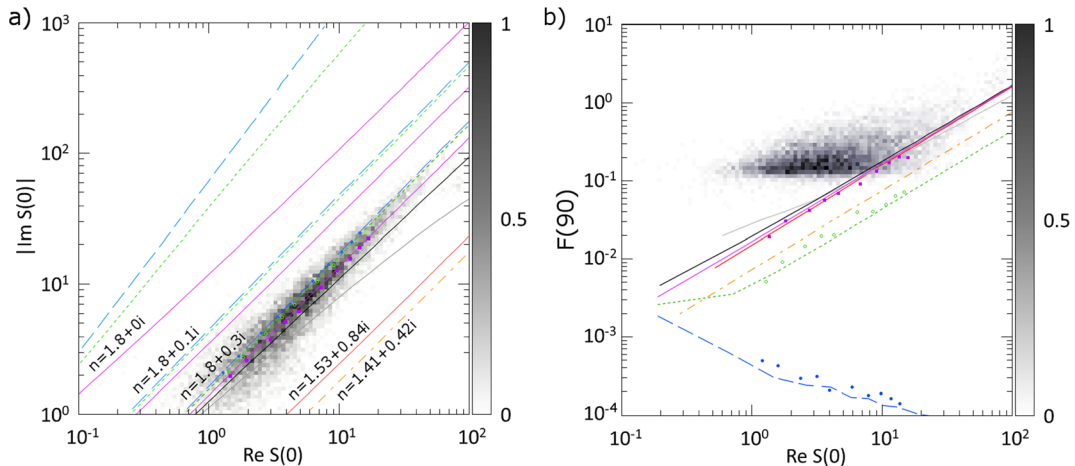 a)
10³
10²
10¹
10⁰
|Im S(0)|
n=1.8+0i
n=1.8+0.1i
n=1.8+0.3i
n=1.53+0.84i
n=1.41+0.42i
10⁻¹ 10⁰ 10¹ 10²
Re S(0)
1
0.5
0
b)
10¹
10⁰
10⁻¹
10⁻²
10⁻³
10⁻⁴
F(90)
10⁻¹ 10⁰ 10¹ 10²
Re S(0)
1
0.5
0